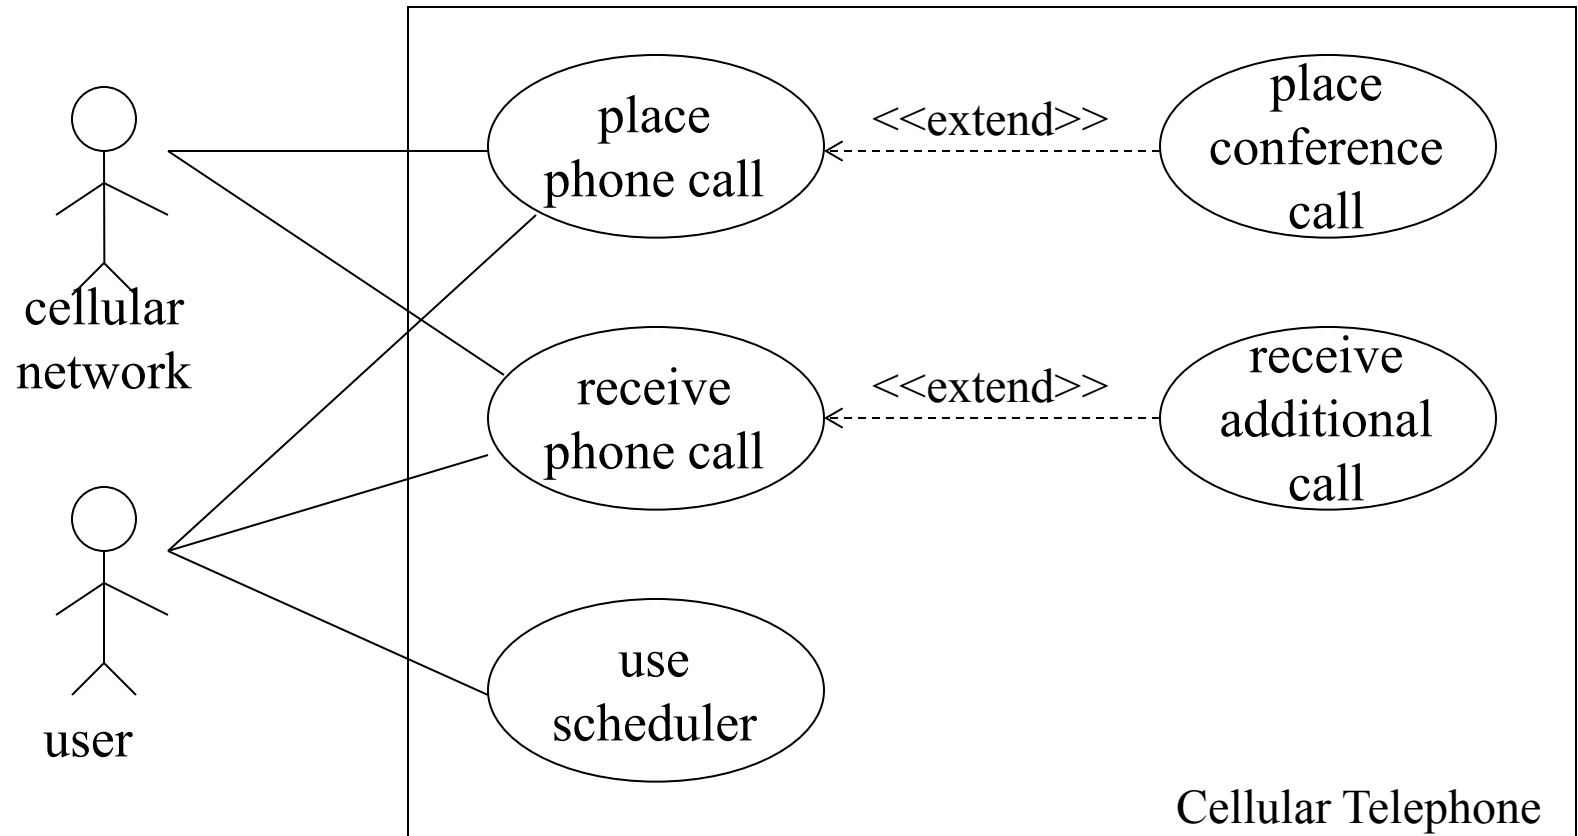 place
phone call
<<extend>>
place
conference
call
cellular
network
receive
phone call
<<extend>>
receive
additional
call
user
use
scheduler
Cellular Telephone